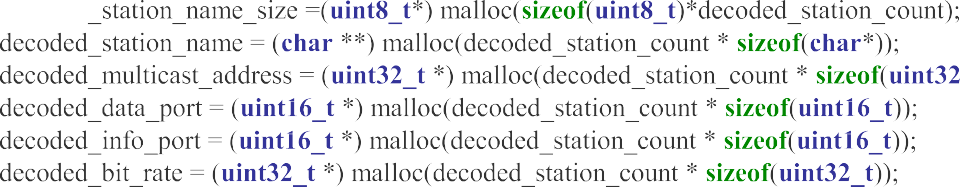 _station_name_size =(uint8_t*) malloc(sizeof(uint8_t)*decoded_station_count);
decoded_station_name = (char **) malloc(decoded_station_count * sizeof(char*));
decoded_multicast_address = (uint32_t *) malloc(decoded_station_count * sizeof(uint32
decoded_data_port = (uint16_t *) malloc(decoded_station_count * sizeof(uint16_t));
decoded_info_port = (uint16_t *) malloc(decoded_station_count * sizeof(uint16_t));
decoded_bit_rate = (uint32_t *) malloc(decoded_station_count * sizeof(uint32_t));